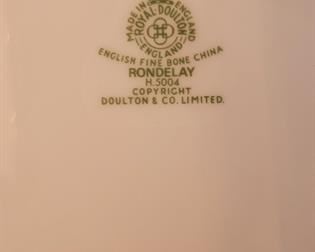 MADE IN ENGLAND
ROYAL DOULTON
ENGLAND
ENGLISH FINE BONE CHINA
RONDELAY
H.5004
COPYRIGHT
DOULTON & CO. LIMITED.